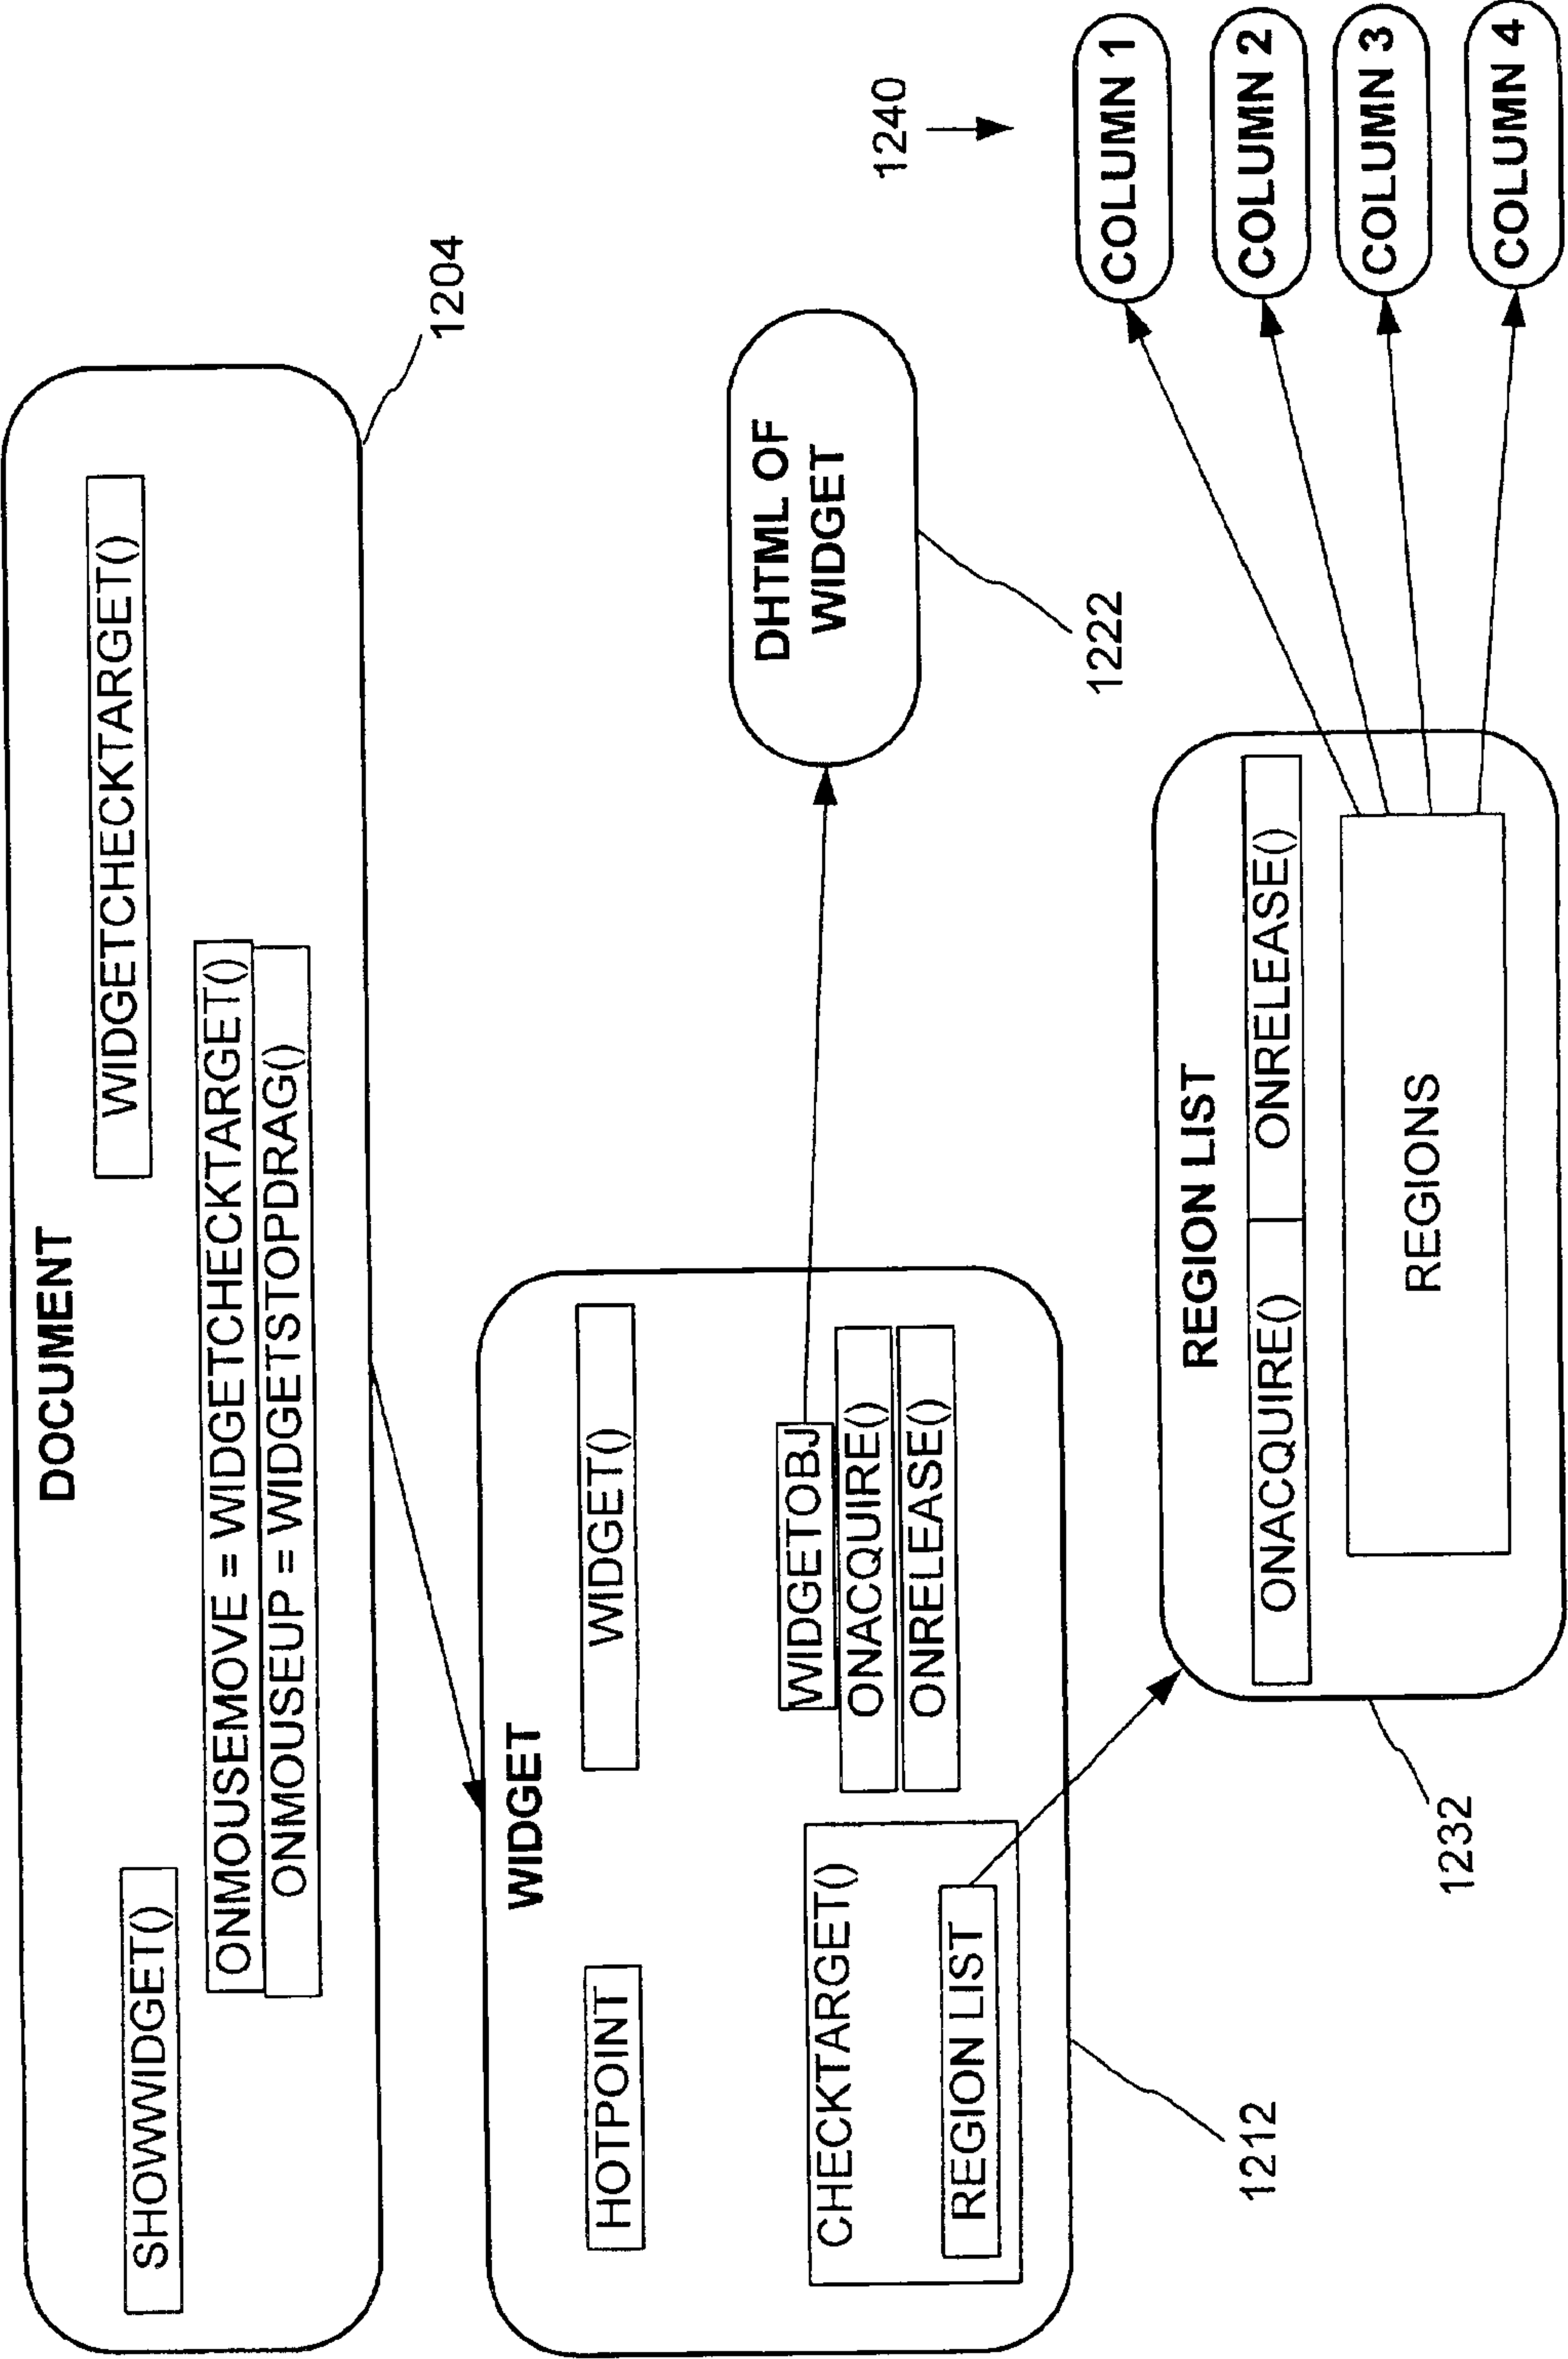 DOCUMENT
SHOWWIDGET()
WIDGETCHECKTARGET()
ONMOUSEMOVE = WIDGETCHECKTARGET()
ONMOUSEUP = WIDGETSTOPDRAG()
1204
WIDGET
HOTPOINT
WIDGET()
CHECKTARGET()
REGION LIST
WIDGETOBJ
ONACQUIRE()
ONRELEASE()
1212
DHTML OF
WIDGET
1222
REGION LIST
ONACQUIRE()
ONRELEASE()
REGIONS
1232
1240
COLUMN 1
COLUMN 2
COLUMN 3
COLUMN 4